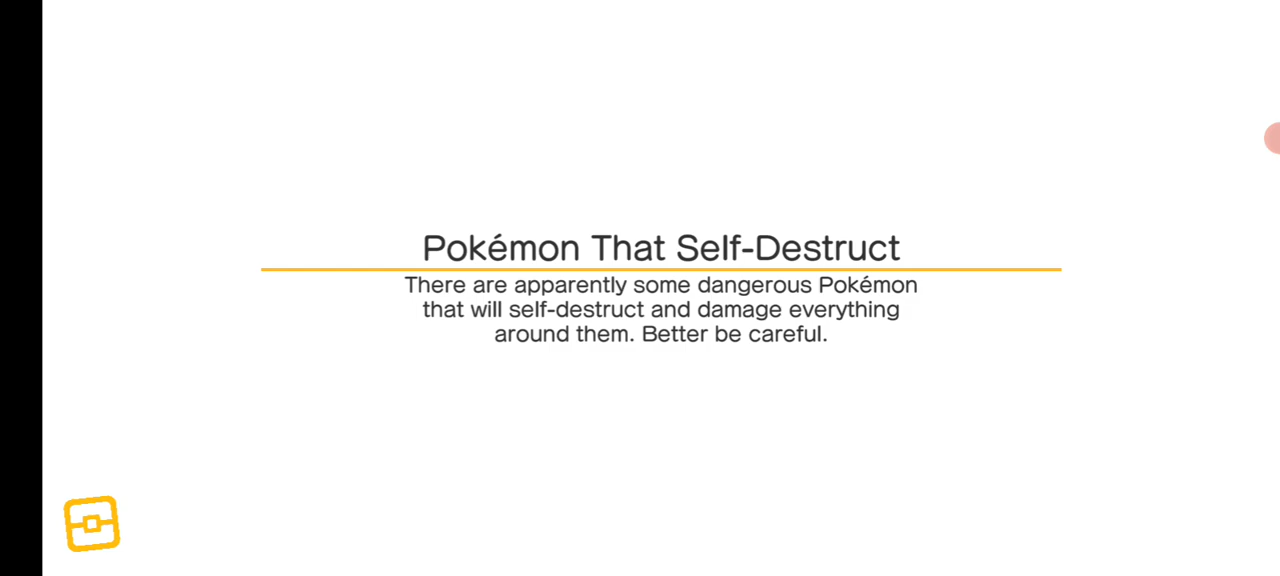 Pokémon That Self-Destruct
There are apparently some dangerous Pokémon
that will self-destruct and damage everything
around them. Better be careful.